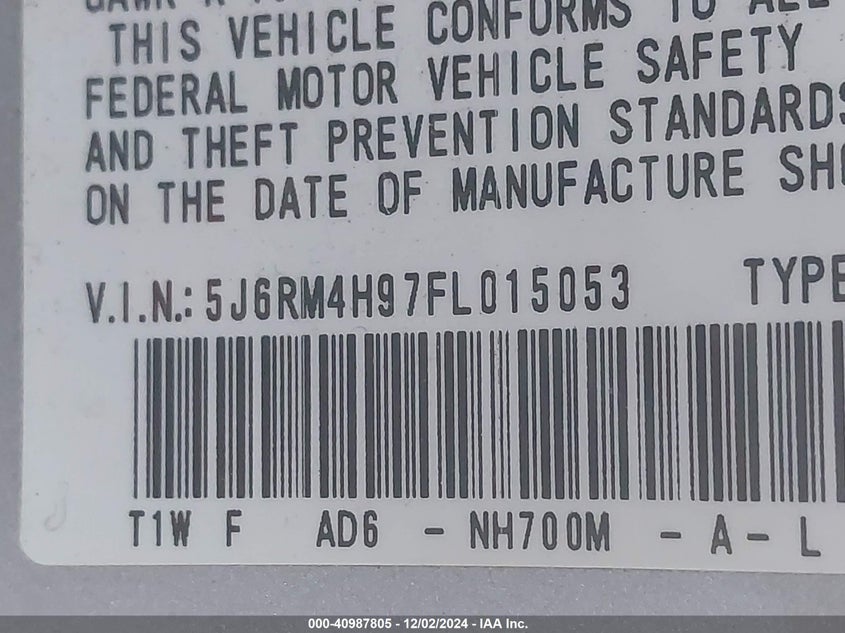 THIS VEHICLE CONFORMS TO ALL
FEDERAL MOTOR VEHICLE SAFETY
AND THEFT PREVENTION STANDARDS
ON THE DATE OF MANUFACTURE SHO
V.I.N.: 5J6RM4H97FL015053 TYPE
T1W F AD6 - NH700M - A - L
000-40987805 - 12/02/2024 - IAA Inc.